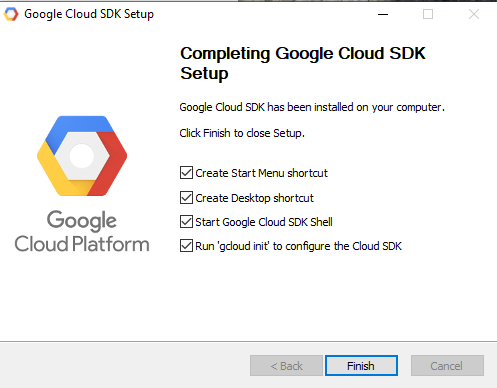 Google Cloud SDK Setup
Completing Google Cloud SDK
Setup
Google Cloud SDK has been installed on your computer.
Click Finish to close Setup.
Create Start Menu shortcut
Create Desktop shortcut
Start Google Cloud SDK Shell
Run 'gcloud init' to configure the Cloud SDK
Google
Cloud Platform
< Back
Finish
Cancel